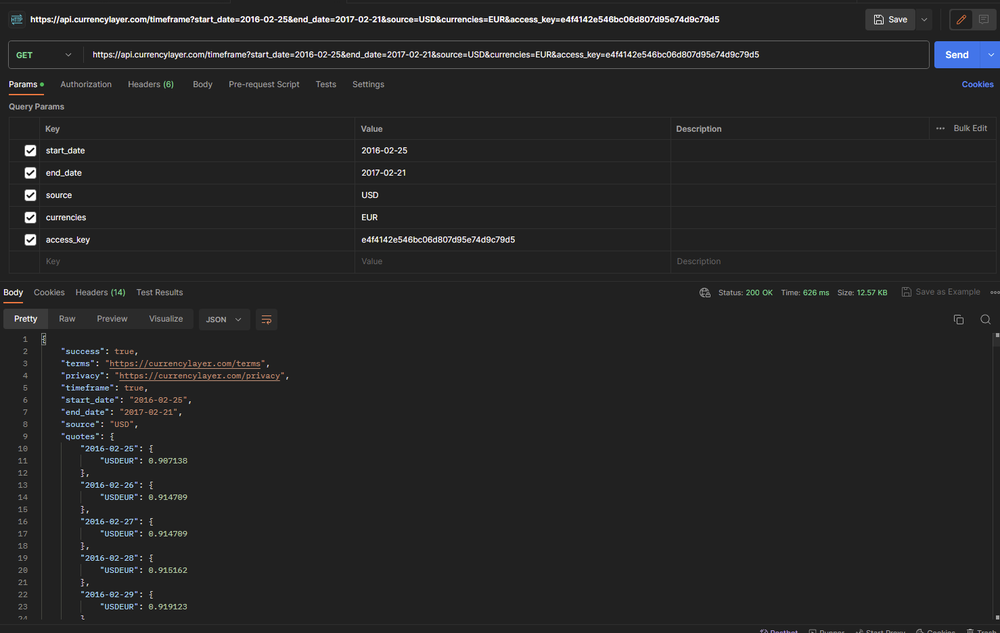 HTTP https://api.currencylayer.com/timeframe?start_date=2016-02-25&end_date=2017-02-21&source=USD&currencies=EUR&access_key=e4f4142e546bc06d807d95e74d9c79d5 Save
GET https://api.currencylayer.com/timeframe?start_date=2016-02-25&end_date=2017-02-21&source=USD&currencies=EUR&access_key=e4f4142e546bc06d807d95e74d9c79d5 Send
Params Authorization Headers (6) Body Pre-request Script Tests Settings Cookies
Query Params
Key Value Description ••• Bulk Edit
start_date 2016-02-25
end_date 2017-02-21
source USD
currencies EUR
access_key e4f4142e546bc06d807d95e74d9c79d5
Key Value Description
Body Cookies Headers (14) Test Results Status: 200 OK Time: 626 ms Size: 12.57 KB Save as Example
Pretty Raw Preview Visualize JSON
1 {
2 "success": true,
3 "terms": "https://currencylayer.com/terms",
4 "privacy": "https://currencylayer.com/privacy",
5 "timeframe": true,
6 "start_date": "2016-02-25",
7 "end_date": "2017-02-21",
8 "source": "USD",
9 "quotes": {
10 "2016-02-25": {
11 "USDEUR": 0.907138
12 },
13 "2016-02-26": {
14 "USDEUR": 0.914709
15 },
16 "2016-02-27": {
17 "USDEUR": 0.914709
18 },
19 "2016-02-28": {
20 "USDEUR": 0.915162
21 },
22 "2016-02-29": {
23 "USDEUR": 0.919123
24 }
Postbot Runner Start Proxy Cookies Trash